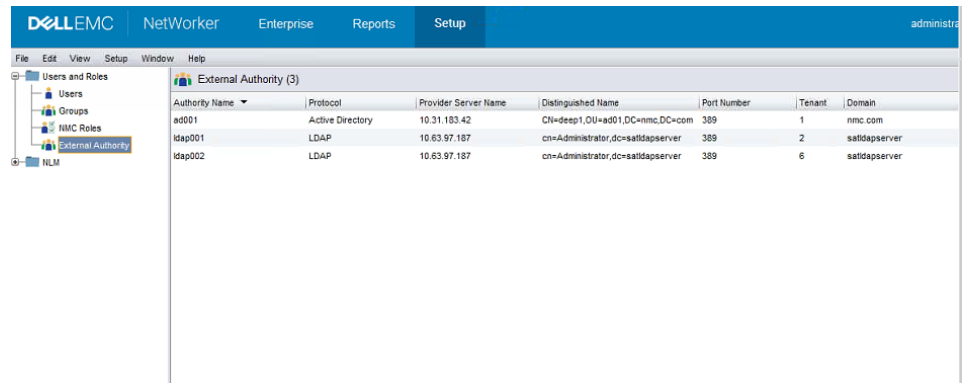 DELLEMC NetWorker Enterprise Reports Setup administra
File Edit View Setup Window Help
Users and Roles
Users
Groups
NMC Roles
External Authority
NLM
External Authority (3)
Authority Name Protocol Provider Server Name Distinguished Name Port Number Tenant Domain
ad001 Active Directory 10.31.183.42 CN=deep1,OU=ad01,DC=nmc,DC=com 389 1 nmc.com
ldap001 LDAP 10.63.97.187 cn=Administrator,dc=satldapserver 389 2 satldapserver
ldap002 LDAP 10.63.97.187 cn=Administrator,dc=satldapserver 389 6 satldapserver